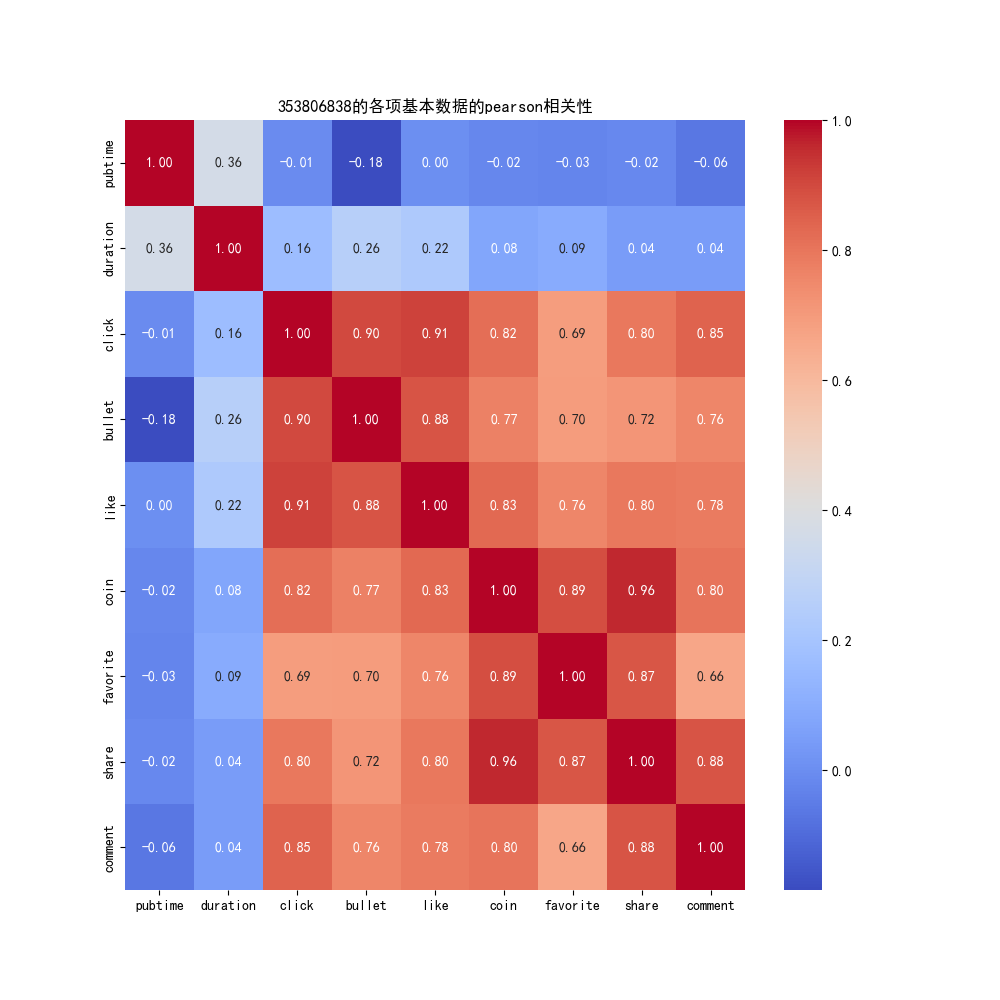 353806838的各项基本数据的pearson相关性
pubtime 1.00 0.36 -0.01 -0.18 0.00 -0.02 -0.03 -0.02 -0.06
duration 0.36 1.00 0.16 0.26 0.22 0.08 0.09 0.04 0.04
click -0.01 0.16 1.00 0.90 0.91 0.82 0.69 0.80 0.85
bullet -0.18 0.26 0.90 1.00 0.88 0.77 0.70 0.72 0.76
like 0.00 0.22 0.91 0.88 1.00 0.83 0.76 0.80 0.78
coin -0.02 0.08 0.82 0.77 0.83 1.00 0.89 0.96 0.80
favorite -0.03 0.09 0.69 0.70 0.76 0.89 1.00 0.87 0.66
share -0.02 0.04 0.80 0.72 0.80 0.96 0.87 1.00 0.88
comment -0.06 0.04 0.85 0.76 0.78 0.80 0.66 0.88 1.00
pubtime duration click bullet like coin favorite share comment
1.0
0.8
0.6
0.4
0.2
0.0